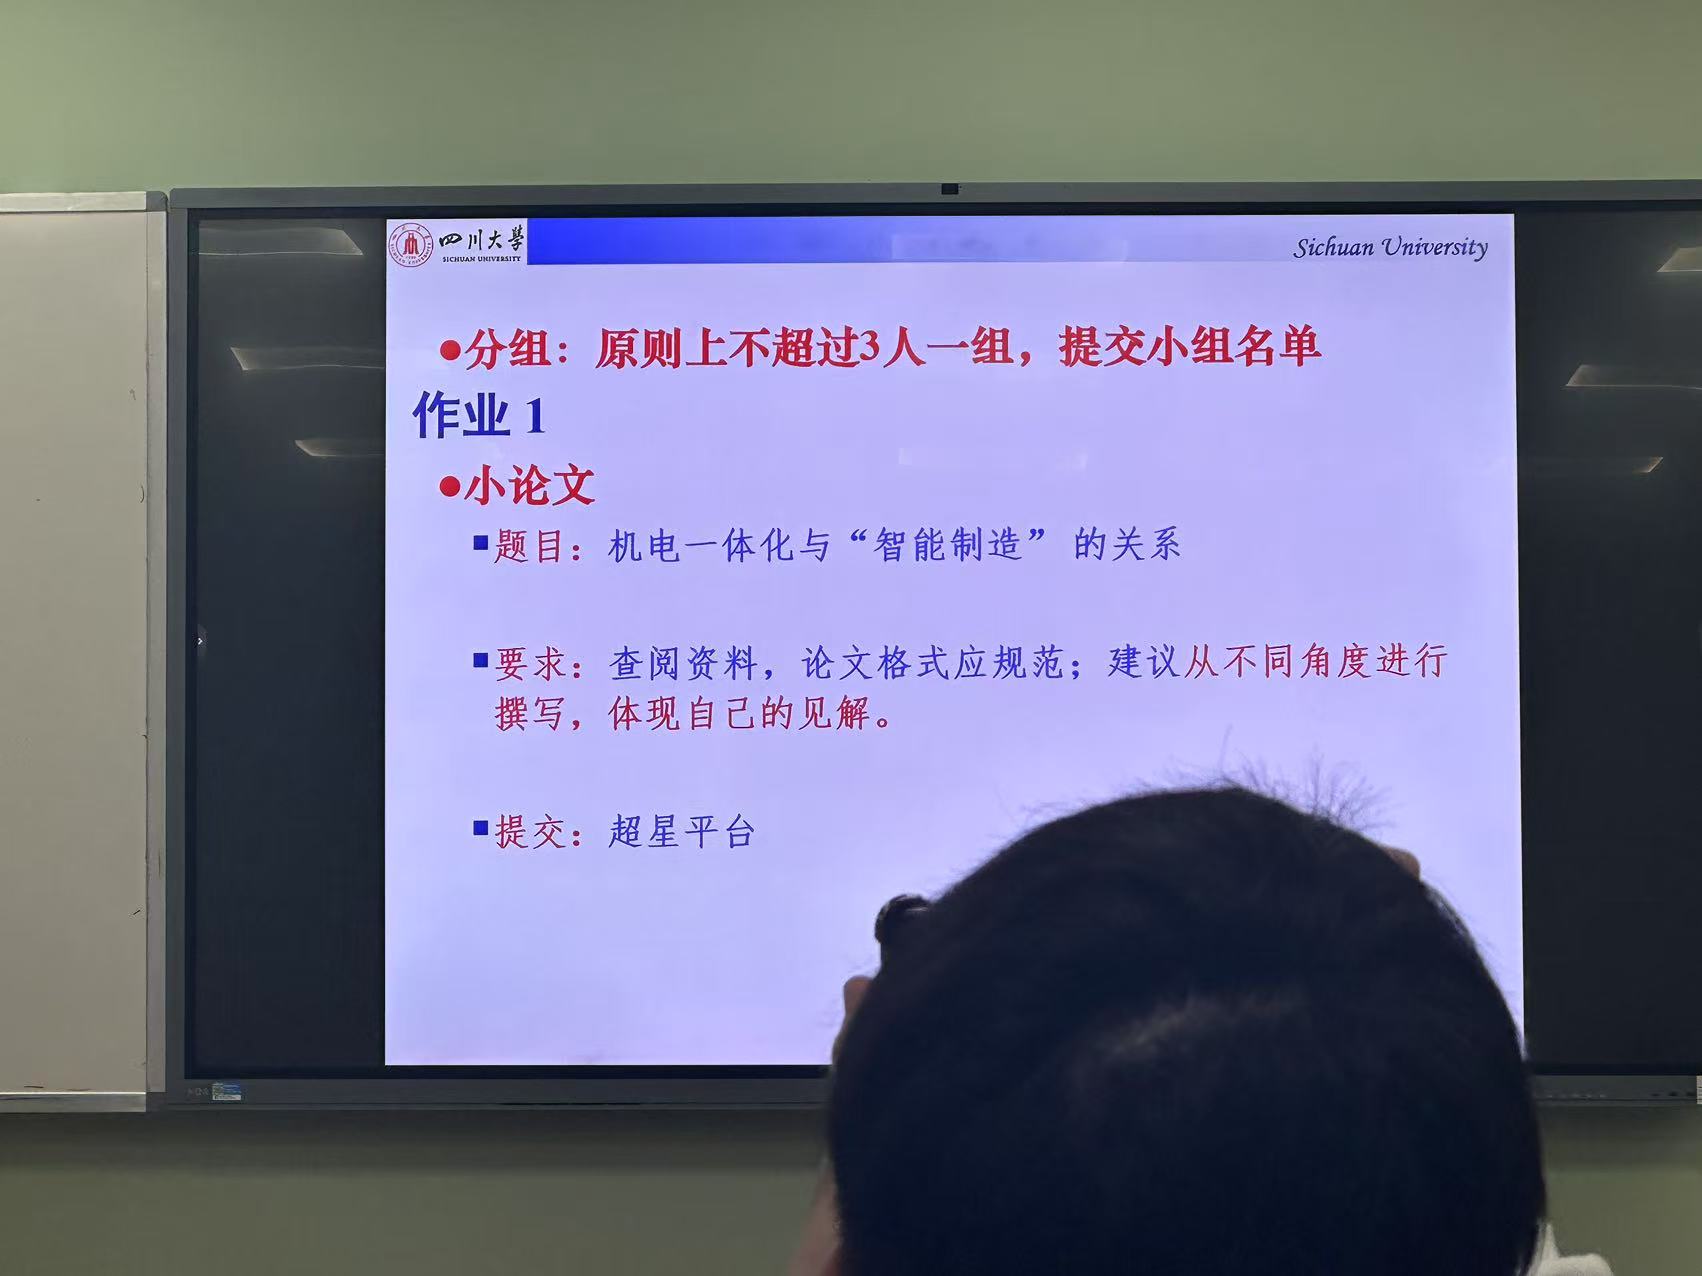 四川大學
SICHUAN UNIVERSITY
Sichuan University
●分组：原则上不超过3人一组，提交小组名单
作业 1
●小论文
■题目：机电一体化与“智能制造”的关系
■要求：查阅资料，论文格式应规范；建议从不同角度进行
撰写，体现自己的见解。
■提交：超星平台